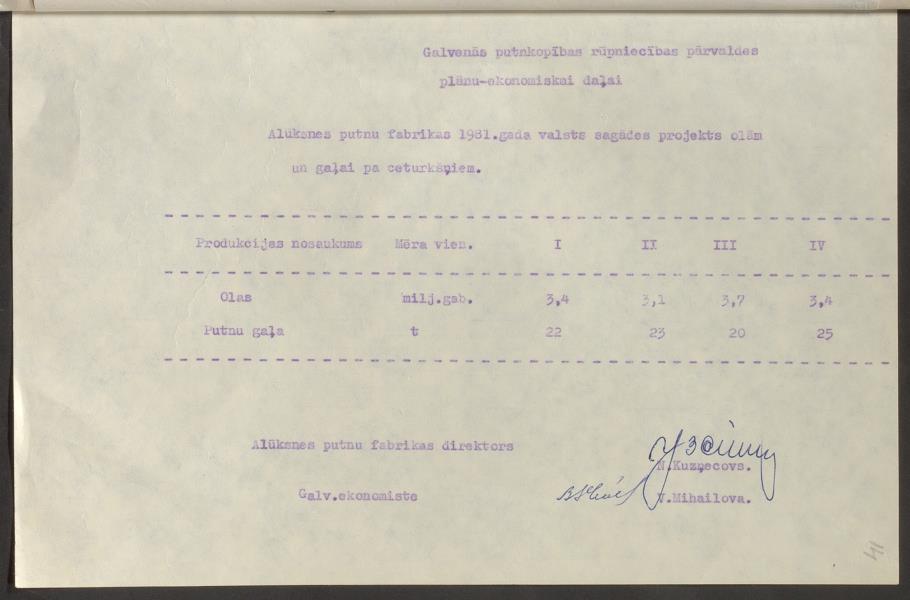 Galvenās putnkopības rūpniecības pārvaldes
plānu-ekonomiskai daļai
Alūksnes putnu fabrikas 1981.gada valsts sagādes projekts olām
un gaļai pa ceturkšņiem.
Produkcijas nosaukums Mēra vien. I II III IV
Olas milj.gab. 3,4 3,1 3,7 3,4
Putnu gaļa t 22 23 20 25
Alūksnes putnu fabrikas direktors
N.Kuzņecovs.
Galv.ekonomiste V.Mihailova.
41